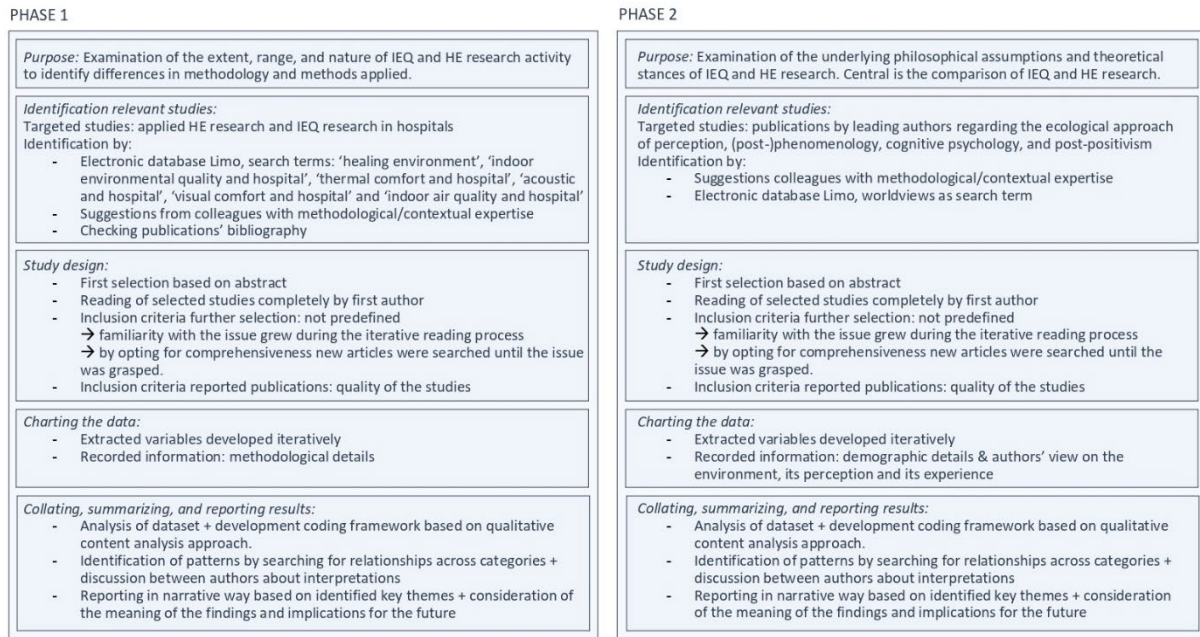 PHASE 1
Purpose: Examination of the extent, range, and nature of IEQ and HE research activity
to identify differences in methodology and methods applied.
Identification relevant studies:
Targeted studies: applied HE research and IEQ research in hospitals
Identification by:
- Electronic database Limo, search terms: ‘healing environment’, ‘indoor
environmental quality and hospital’, ‘thermal comfort and hospital’, ‘acoustic
and hospital’, ‘visual comfort and hospital’ and ‘indoor air quality and hospital’
- Suggestions from colleagues with methodological/contextual expertise
- Checking publications’ bibliography
Study design:
- First selection based on abstract
- Reading of selected studies completely by first author
- Inclusion criteria further selection: not predefined
→ familiarity with the issue grew during the iterative reading process
→ by opting for comprehensiveness new articles were searched until the issue
was grasped.
- Inclusion criteria reported publications: quality of the studies
Charting the data:
- Extracted variables developed iteratively
- Recorded information: methodological details
Collating, summarizing, and reporting results:
- Analysis of dataset + development coding framework based on qualitative
content analysis approach.
- Identification of patterns by searching for relationships across categories +
discussion between authors about interpretations
- Reporting in narrative way based on identified key themes + consideration of
the meaning of the findings and implications for the future
PHASE 2
Purpose: Examination of the underlying philosophical assumptions and theoretical
stances of IEQ and HE research. Central is the comparison of IEQ and HE research.
Identification relevant studies:
Targeted studies: publications by leading authors regarding the ecological approach
of perception, (post-)phenomenology, cognitive psychology, and post-positivism
Identification by:
- Suggestions colleagues with methodological/contextual expertise
- Electronic database Limo, worldviews as search term
Study design:
- First selection based on abstract
- Reading of selected studies completely by first author
- Inclusion criteria further selection: not predefined
→ familiarity with the issue grew during the iterative reading process
→ by opting for comprehensiveness new articles were searched until the
issue was grasped.
- Inclusion criteria reported publications: quality of the studies
Charting the data:
- Extracted variables developed iteratively
- Recorded information: demographic details & authors’ view on the
environment, its perception and its experience
Collating, summarizing, and reporting results:
- Analysis of dataset + development coding framework based on qualitative
content analysis approach.
- Identification of patterns by searching for relationships across categories +
discussion between authors about interpretations
- Reporting in narrative way based on identified key themes + consideration
of the meaning of the findings and implications for the future